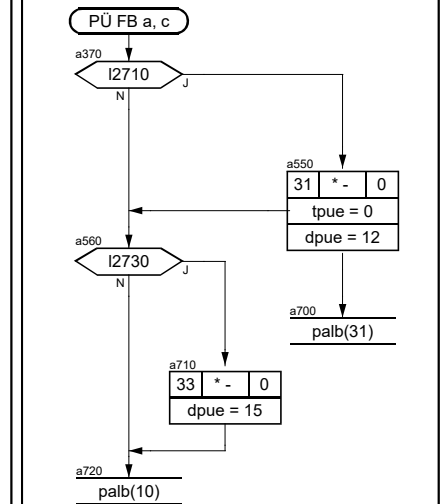 PÜ FB a, c
a370
I2710
N
J
a550
31 * - 0
tpue = 0
dpue = 12
a560
I2730
N
J
a700
palb(31)
a710
33 * - 0
dpue = 15
a720
palb(10)